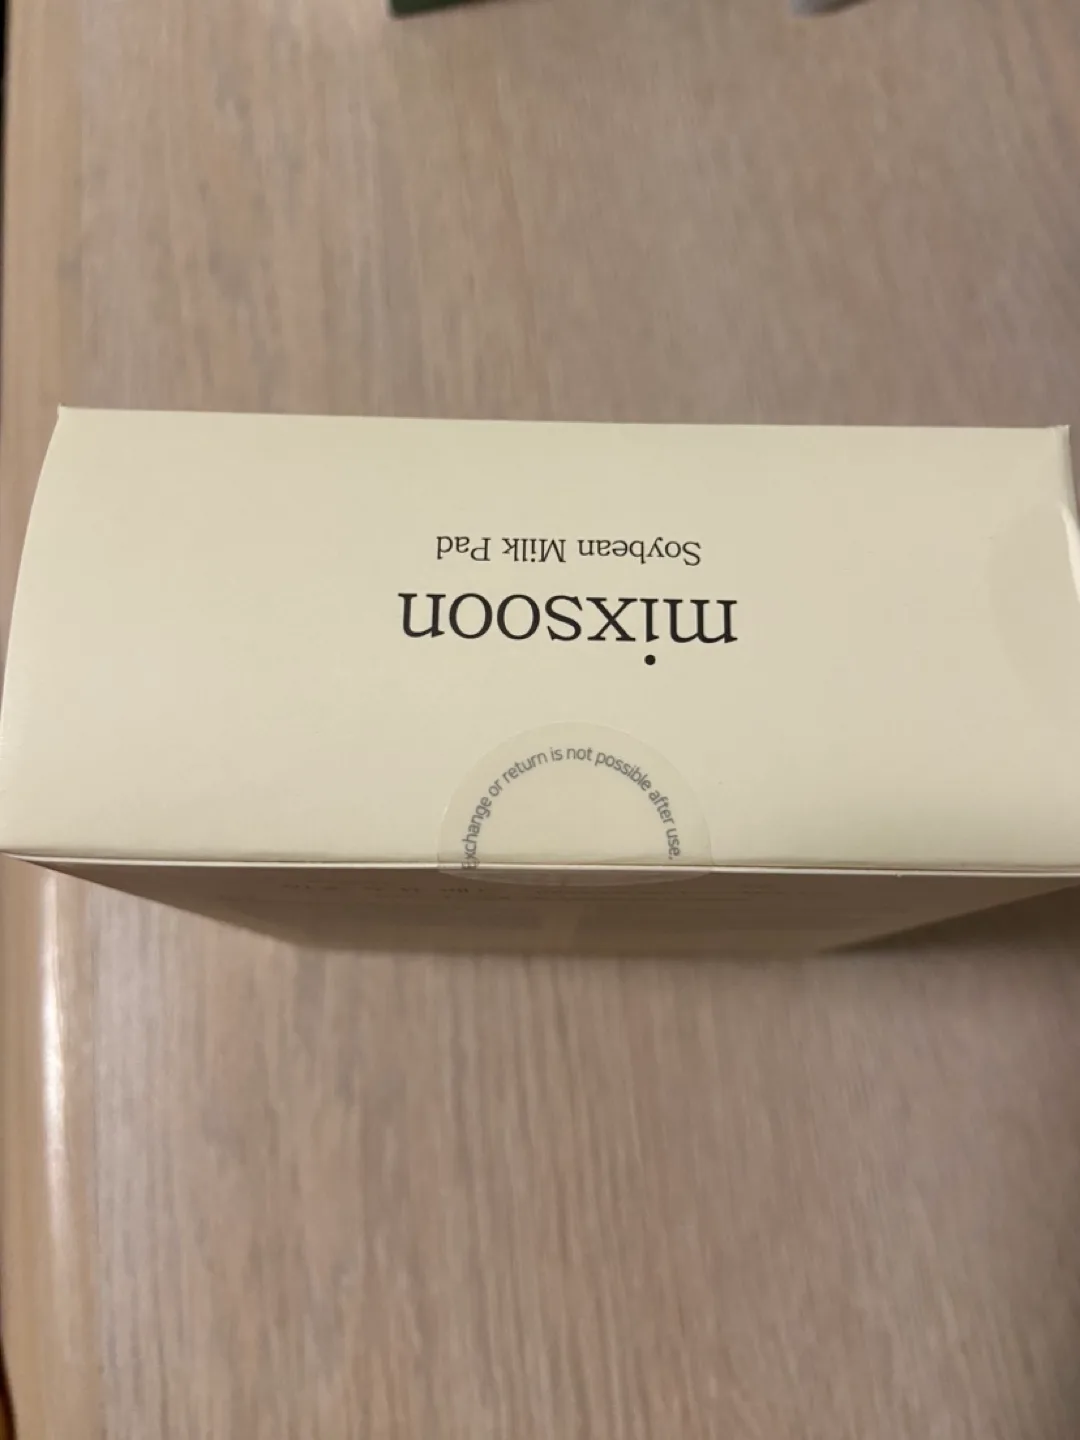 mixsoon
Soybean Milk Pad
Exchange or return is not possible after use.